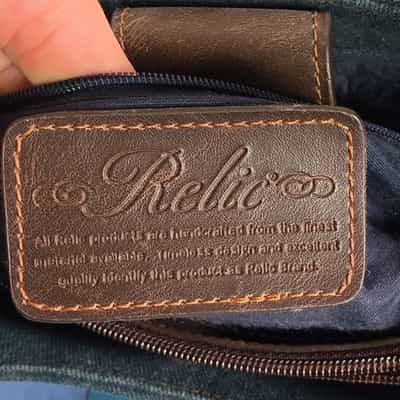 Relic®
All Relic products are handcrafted from the finest
material available. Timeless design and excellent
quality identify this product as Relic Brand.